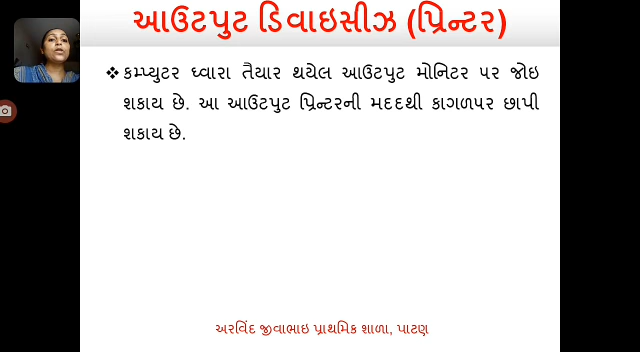 આઉટપુટ ડિવાઇસીઝ (પ્રિન્ટર)
❖ કમ્પ્યુટર ધ્વારા તૈયાર થયેલ આઉટપુટ મોનિટર પર જોઇ
શકાય છે. આ આઉટપુટ પ્રિન્ટરની મદદથી કાગળપર છાપી
શકાય છે.
અરવિંદ જીવાભાઇ પ્રાથમિક શાળા, પાટણ